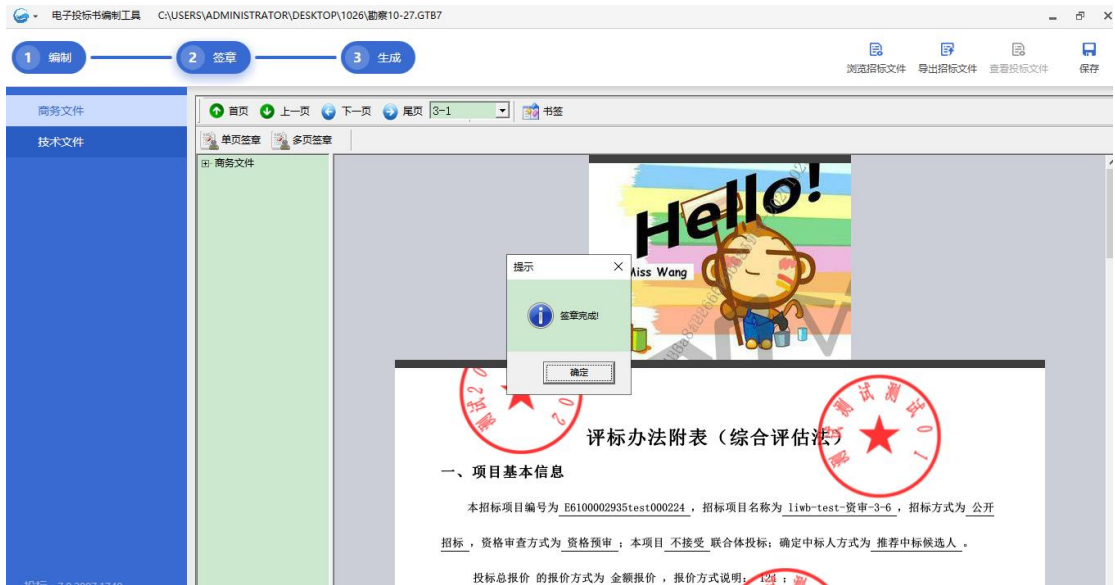 电子投标书编制工具 C:\USERS\ADMINISTRATOR\DESKTOP\1026\勘察10-27.GTB7
1 编制
2 签章
3 生成
浏览招标文件 导出招标文件 查看投标文件 保存
商务文件
技术文件
首页 上一页 下一页 尾页 3-1 书签
单页签章 多页签章
商务文件
Hello!
Miss Wang
提示
签章完成!
确定
评标办法附表（综合评估法）
一、项目基本信息
本招标项目编号为 E6100002935test000224 ，招标项目名称为 liwb-test-资审-3-6 ，招标方式为 公开
招标 ，资格审查方式为 资格预审 ；本项目 不接受 联合体投标；确定中标人方式为 推荐中标候选人 。
投标总报价 的报价方式为 金额报价 ，报价方式说明：